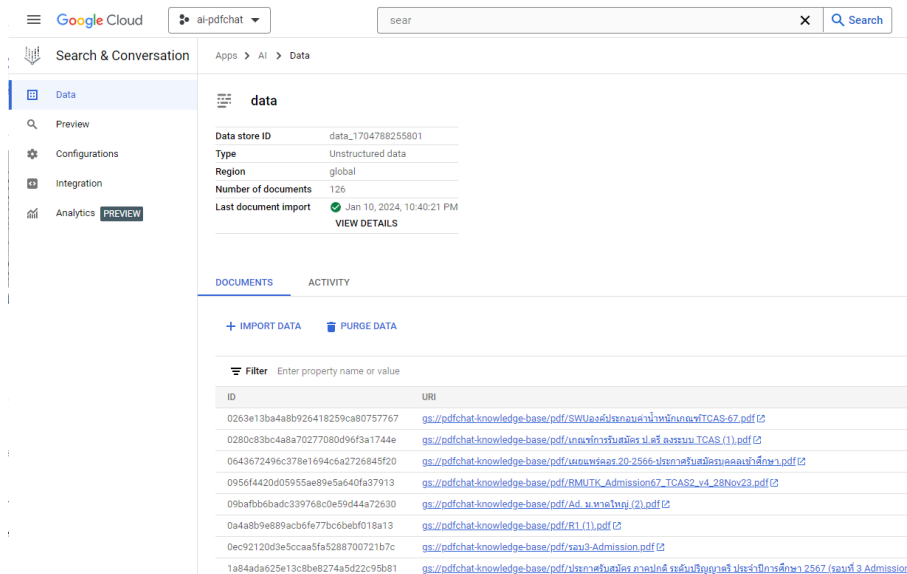 Google Cloud
ai-pdfchat
sear
Search
Search & Conversation
Apps > AI > Data
Data
Preview
Configurations
Integration
Analytics PREVIEW
data
Data store ID data_1704788255801
Type Unstructured data
Region global
Number of documents 126
Last document import Jan 10, 2024, 10:40:21 PM
VIEW DETAILS
DOCUMENTS ACTIVITY
IMPORT DATA PURGE DATA
Filter Enter property name or value
ID URI
0263e13ba4a8b926418259ca80757767 gs://pdfchat-knowledge-base/pdf/SWUองค์ประกอบค่าน้ำหนักเกณฑ์TCAS-67.pdf
0280c83bc4a8a70277080d96f3a1744e gs://pdfchat-knowledge-base/pdf/เกณฑ์การรับสมัคร ป.ตรี ลงระบบ TCAS (1).pdf
0643672496c378e1694c6a2726845f20 gs://pdfchat-knowledge-base/pdf/เผยแพร่คอร.20-2566-ประกาศรับสมัครบุคคลเข้าศึกษา.pdf
0956f4420d05955ae89e5a640fa37913 gs://pdfchat-knowledge-base/pdf/RMUTK_Admission67_TCAS2_v4_28Nov23.pdf
09bafbb6badc339768c0e59d44a72630 gs://pdfchat-knowledge-base/pdf/Ad. ม.หาดใหญ่ (2).pdf
0a4a8b9e889acb6fe77bc6bebf018a13 gs://pdfchat-knowledge-base/pdf/R1 (1).pdf
0ec92120d3e5ccaa5fa5288700721b7c gs://pdfchat-knowledge-base/pdf/รอบ3-Admission.pdf
1a84ada625e13c8be8274a5d22c95b81 gs://pdfchat-knowledge-base/pdf/ประกาศรับสมัคร ภาคปกติ ระดับปริญญาตรี ประจำปีการศึกษา 2567 (รอบที่ 3 Admission